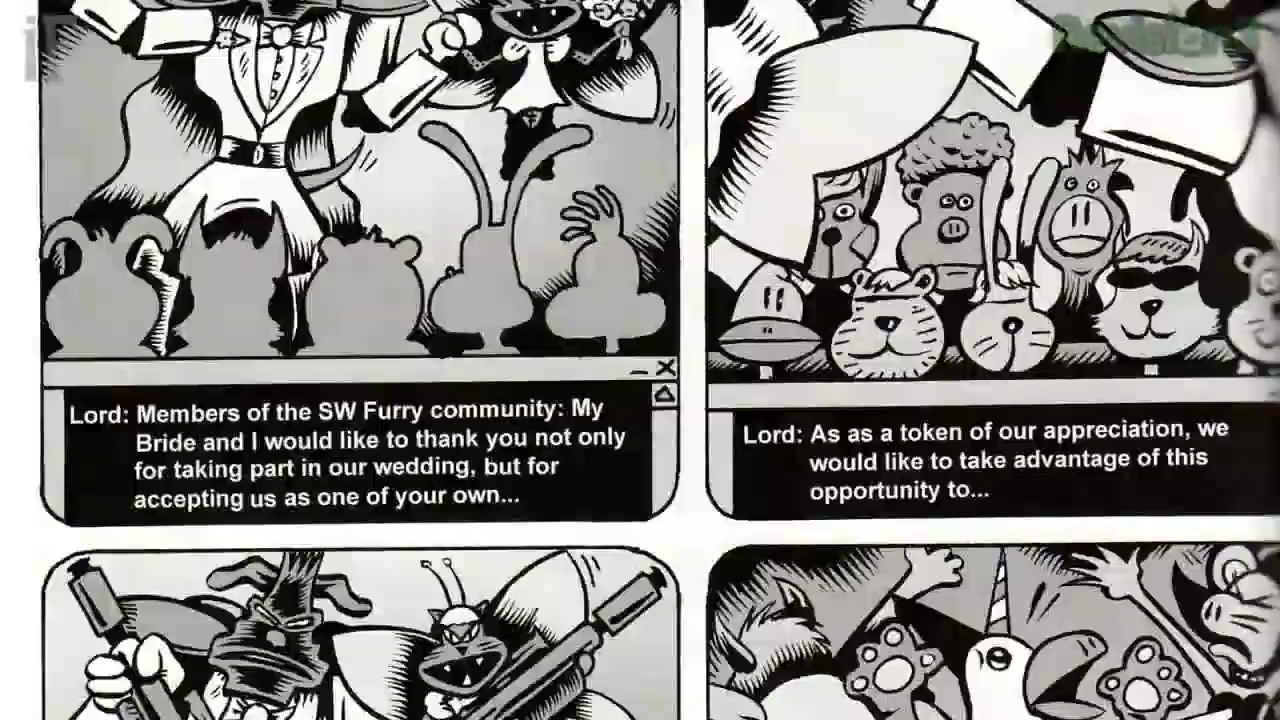 Lord: Members of the SW Furry community: My
Bride and I would like to thank you not only
for taking part in our wedding, but for
accepting us as one of your own...
Lord: As as a token of our appreciation, we
would like to take advantage of this
opportunity to...